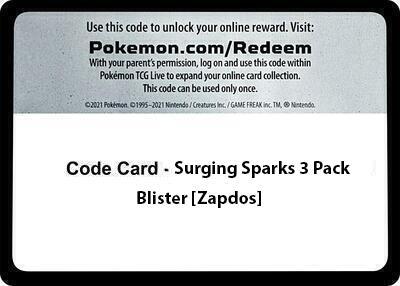 Use this code to unlock your online reward. Visit:
Pokemon.com/Redeem
With your parent's permission, log on and use this code within
Pokémon TCG Live to expand your online card collection.
This code can be used only once.
©2021 Pokémon. ©1995–2021 Nintendo / Creatures Inc. / GAME FREAK inc. TM, ® Nintendo.
Code Card - Surging Sparks 3 Pack
Blister [Zapdos]